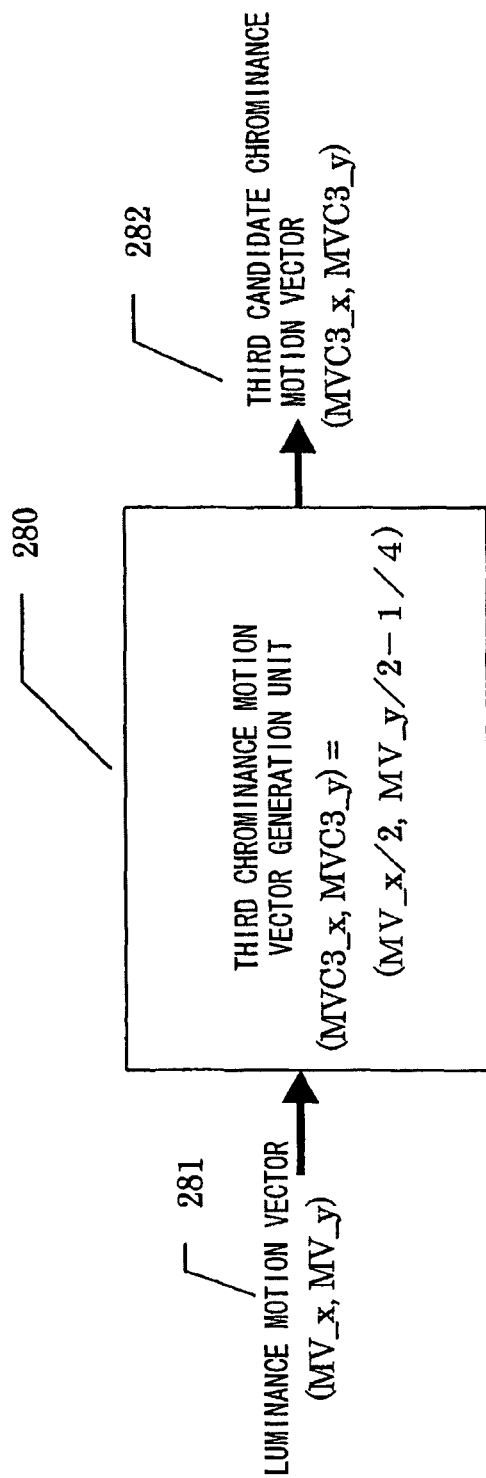 281
LUMINANCE MOTION VECTOR
(MV_x, MV_y)
280
THIRD CHROMINANCE MOTION
VECTOR GENERATION UNIT
(MVC3_x, MVC3_y)=
(MV_x/2, MV_y/2−1/4)
282
THIRD CANDIDATE CHROMINANCE
MOTION VECTOR
(MVC3_x, MVC3_y)